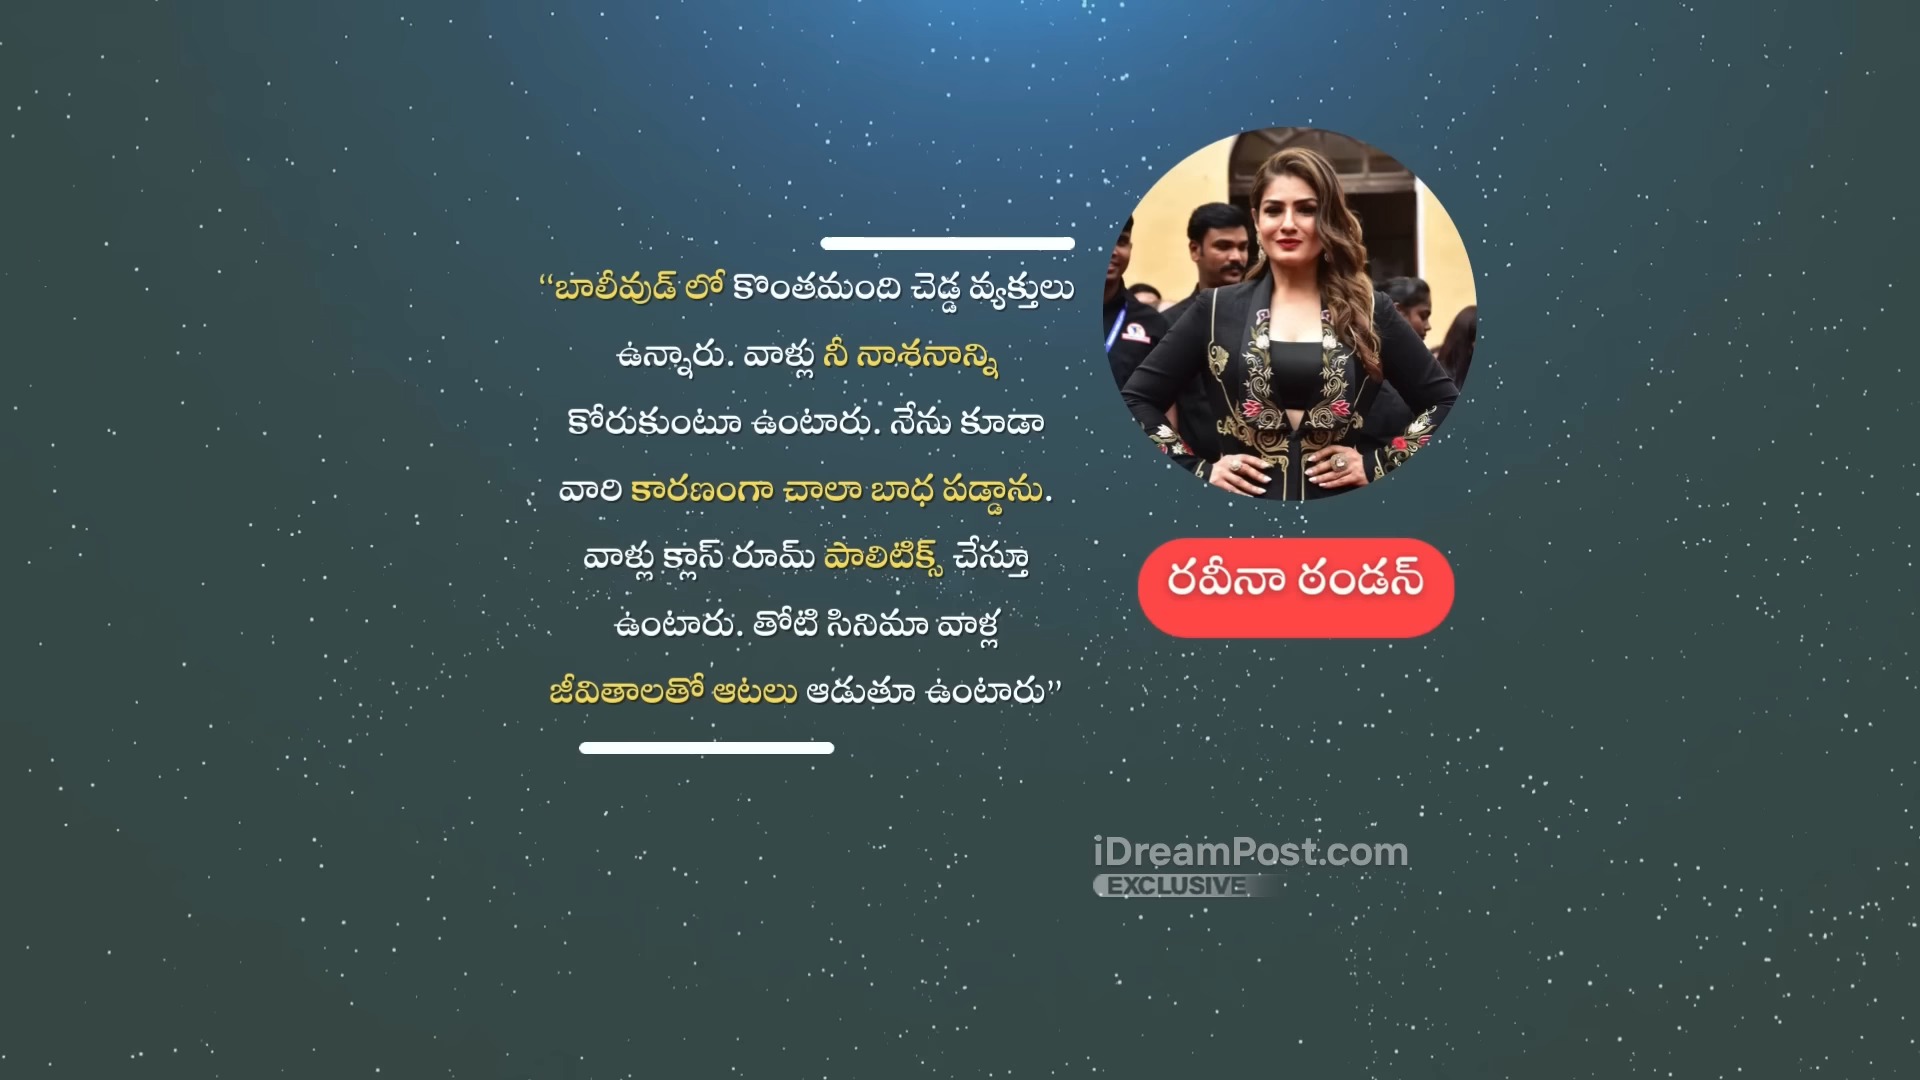 “బాలీవుడ్ లో కొంతమంది చెడ్డ వ్యక్తులు
ఉన్నారు. వాళ్లు నీ నాశనాన్ని
కోరుకుంటూ ఉంటారు. నేను కూడా
వారి కారణంగా చాలా బాధ పడ్డాను.
వాళ్లు క్లాస్ రూమ్ పాలిటిక్స్ చేస్తూ
ఉంటారు. తోటి సినిమా వాళ్ల
జీవితాలతో ఆటలు ఆడుతూ ఉంటారు”
రవీనా ఠండన్
iDreamPost.com
EXCLUSIVE